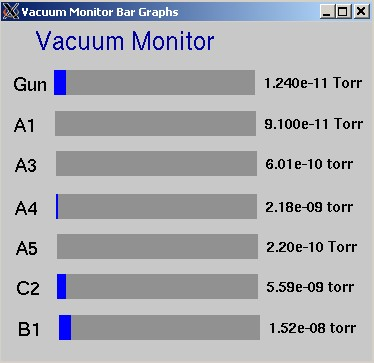 Vacuum Monitor Bar Graphs
Vacuum Monitor
Gun 1.240e-11 Torr
A1 9.100e-11 Torr
A3 6.01e-10 torr
A4 2.18e-09 torr
A5 2.20e-10 Torr
C2 5.59e-09 torr
B1 1.52e-08 torr